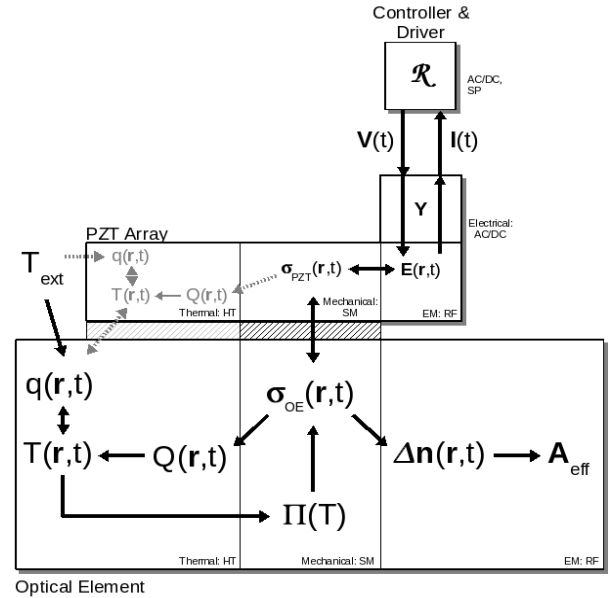 Controller &
Driver
ℛ
AC/DC,
SP
V(t)
I(t)
Y
Electrical:
AC/DC
PZT Array
q(r,t)
σPZT(r,t)
E(r,t)
Text
T(r,t)
Q(r,t)
Mechanical:
SM
Thermal: HT
EM: RF
q(r,t)
σOE(r,t)
T(r,t)
Q(r,t)
Δn(r,t)
Aeff
Π(T)
Thermal: HT
Mechanical: SM
EM: RF
Optical Element